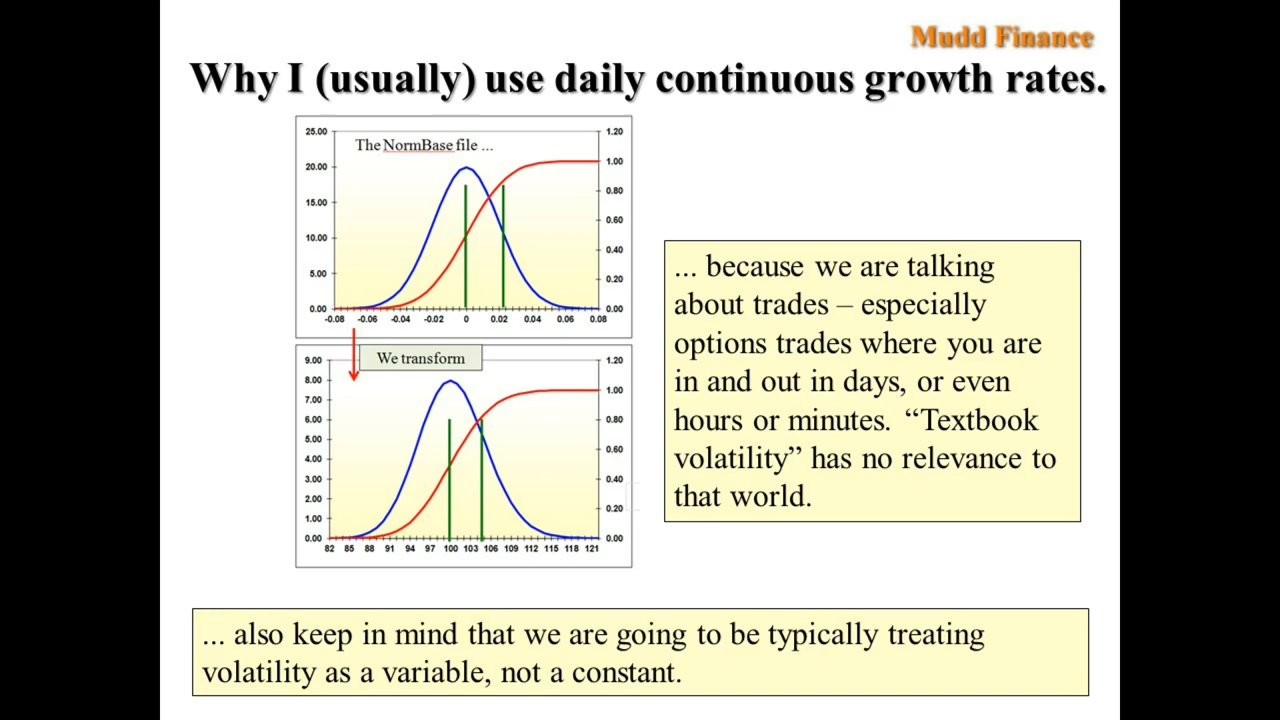 Mudd Finance
Why I (usually) use daily continuous growth rates.
The NormBase file ...
25.00
20.00
15.00
10.00
5.00
0.00
1.20
1.00
0.80
0.60
0.40
0.20
0.00
-0.08 -0.06 -0.04 -0.02 0 0.02 0.04 0.06 0.08
We transform
9.00
8.00
7.00
6.00
5.00
4.00
3.00
2.00
1.00
0.00
1.20
1.00
0.80
0.60
0.40
0.20
0.00
82 85 88 91 94 97 100 103 106 109 112 115 118 121
... because we are talking
about trades – especially
options trades where you are
in and out in days, or even
hours or minutes. “Textbook
volatility” has no relevance to
that world.
... also keep in mind that we are going to be typically treating
volatility as a variable, not a constant.